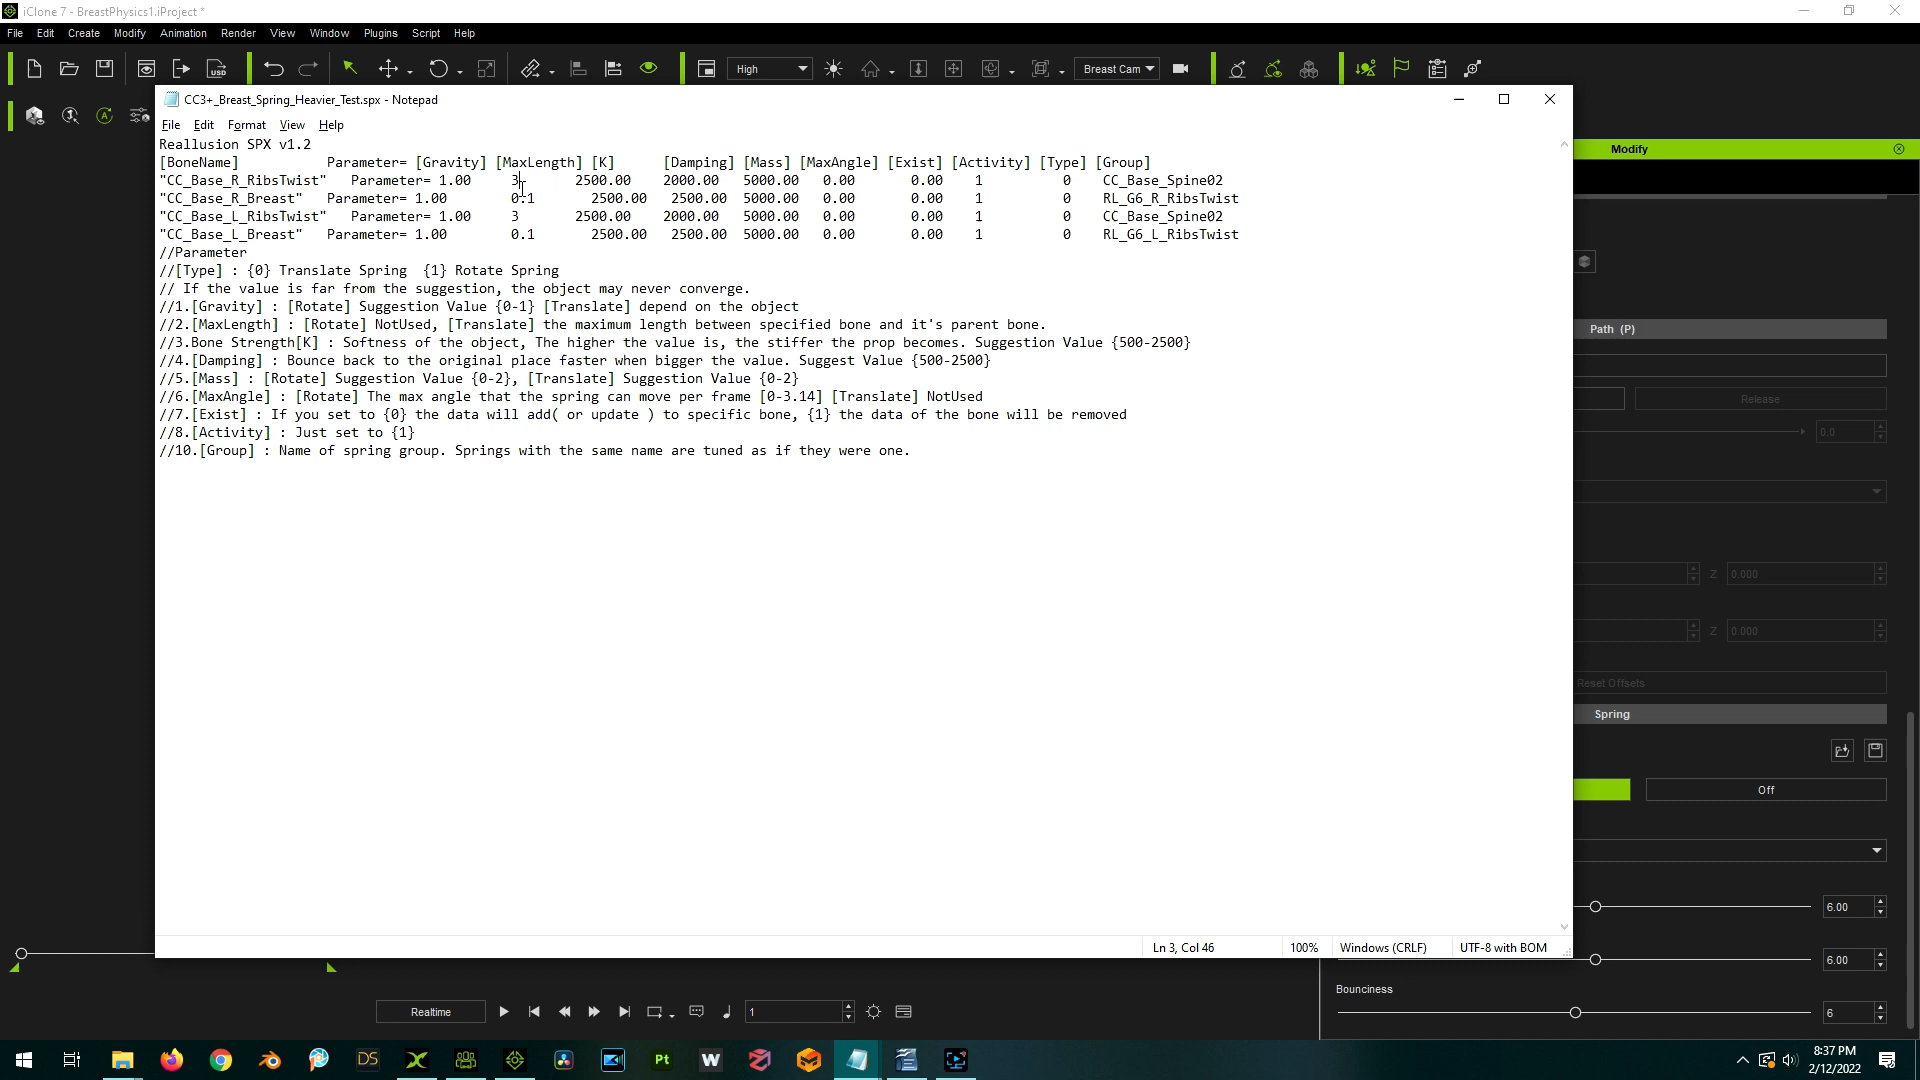 iClone 7 - BreastPhysics1.iProject *
File Edit Create Modify Animation Render View Window Plugins Script Help
High
Breast Cam
USD
CC3+_Breast_Spring_Heavier_Test.spx - Notepad
File Edit Format View Help
Reallusion SPX v1.2
[BoneName] Parameter= [Gravity] [MaxLength] [K] [Damping] [Mass] [MaxAngle] [Exist] [Activity] [Type] [Group]
"CC_Base_R_RibsTwist" Parameter= 1.00 3 2500.00 2000.00 5000.00 0.00 0.00 1 0 CC_Base_Spine02
"CC_Base_R_Breast" Parameter= 1.00 0.1 2500.00 2500.00 5000.00 0.00 0.00 1 0 RL_G6_R_RibsTwist
"CC_Base_L_RibsTwist" Parameter= 1.00 3 2500.00 2000.00 5000.00 0.00 0.00 1 0 CC_Base_Spine02
"CC_Base_L_Breast" Parameter= 1.00 0.1 2500.00 2500.00 5000.00 0.00 0.00 1 0 RL_G6_L_RibsTwist
//Parameter
//[Type] : {0} Translate Spring {1} Rotate Spring
// If the value is far from the suggestion, the object may never converge.
//1.[Gravity] : [Rotate] Suggestion Value {0-1} [Translate] depend on the object
//2.[MaxLength] : [Rotate] NotUsed, [Translate] the maximum length between specified bone and it's parent bone.
//3.Bone Strength[K] : Softness of the object, The higher the value is, the stiffer the prop becomes. Suggestion Value {500-2500}
//4.[Damping] : Bounce back to the original place faster when bigger the value. Suggest Value {500-2500}
//5.[Mass] : [Rotate] Suggestion Value {0-2}, [Translate] Suggestion Value {0-2}
//6.[MaxAngle] : [Rotate] The max angle that the spring can move per frame [0-3.14] [Translate] NotUsed
//7.[Exist] : If you set to {0} the data will add( or update ) to specific bone, {1} the data of the bone will be removed
//8.[Activity] : Just set to {1}
//10.[Group] : Name of spring group. Springs with the same name are tuned as if they were one.
Ln 3, Col 46 100% Windows (CRLF) UTF-8 with BOM
Modify
Path (P)
Release
0.0
Z 0.000
Z 0.000
Reset Offsets
Spring
Off
6.00
6.00
Bounciness
6
Realtime
1
DS
Pt
W
8:37 PM
2/12/2022